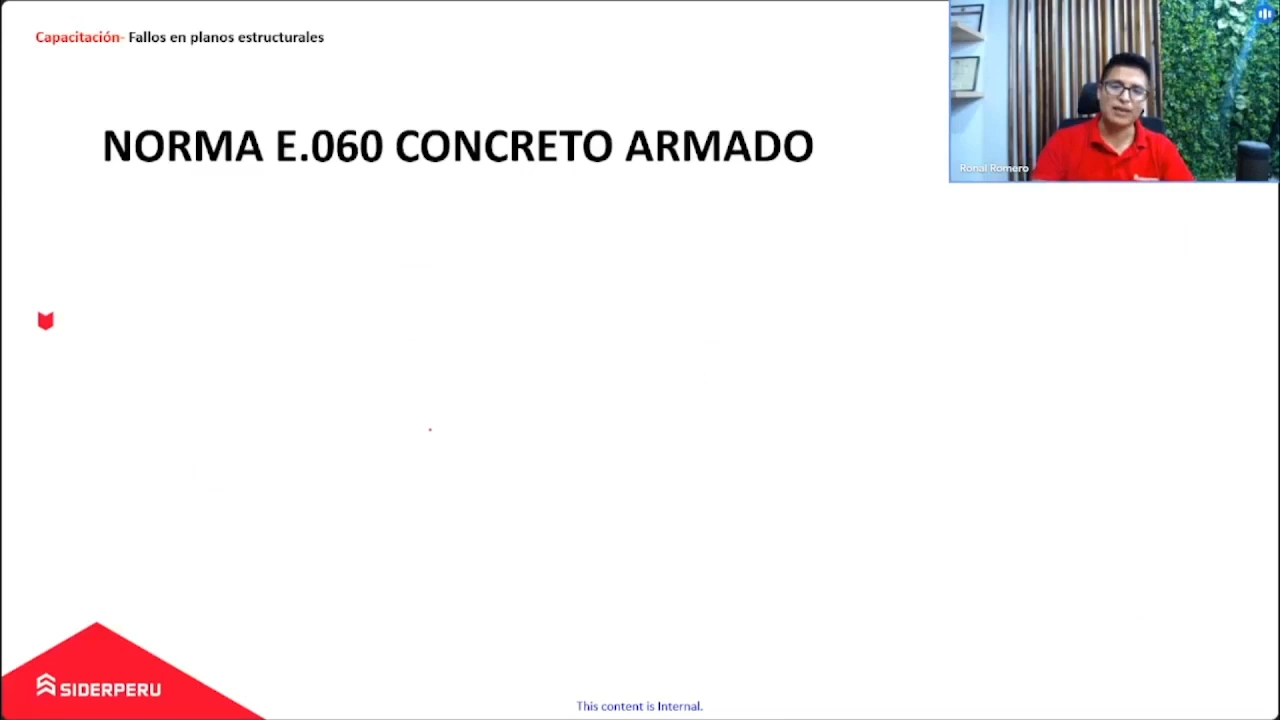 Capacitación- Fallos en planos estructurales
NORMA E.060 CONCRETO ARMADO
Ronal Romero
SIDERPERU
This content is Internal.